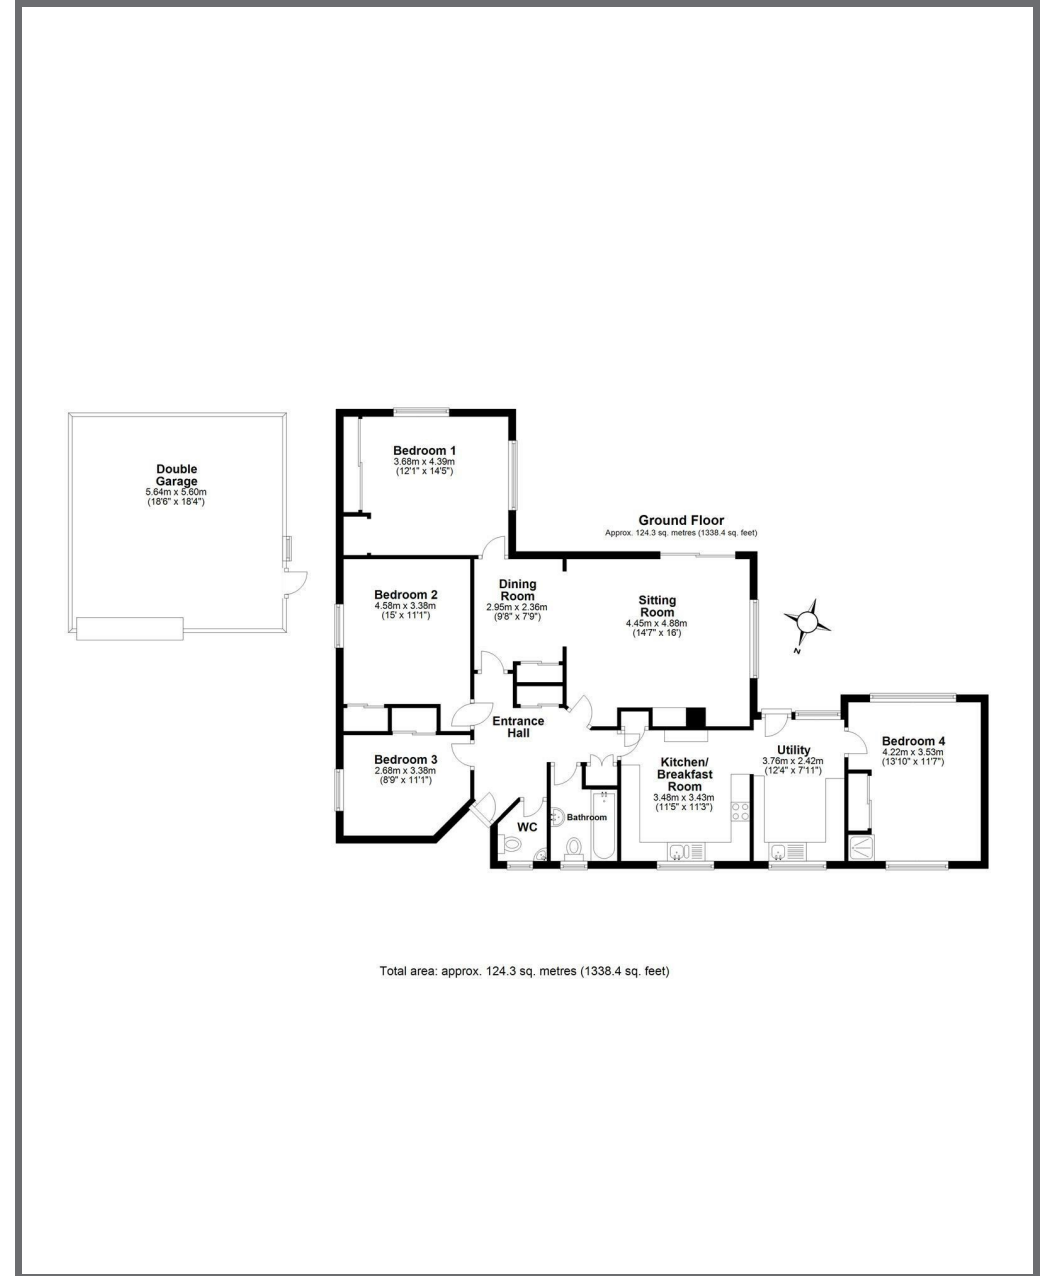 Double
Garage
5.64m x 5.60m
(18'6" x 18'4")
Bedroom 1
3.68m x 4.39m
(12'1" x 14'5")
Ground Floor
Approx. 124.3 sq. metres (1338.4 sq. feet)
Bedroom 2
4.58m x 3.38m
(15' x 11'1")
Dining
Room
2.95m x 2.36m
(9'8" x 7'9")
Sitting
Room
4.45m x 4.88m
(14'7" x 16')
N
Entrance
Hall
Bedroom 3
2.68m x 3.38m
(8'9" x 11'1")
Kitchen/
Breakfast
Room
3.48m x 3.43m
(11'5" x 11'3")
Utility
3.76m x 2.42m
(12'4" x 7'11")
Bedroom 4
4.22m x 3.53m
(13'10" x 11'7")
WC
Bathroom
Total area: approx. 124.3 sq. metres (1338.4 sq. feet)